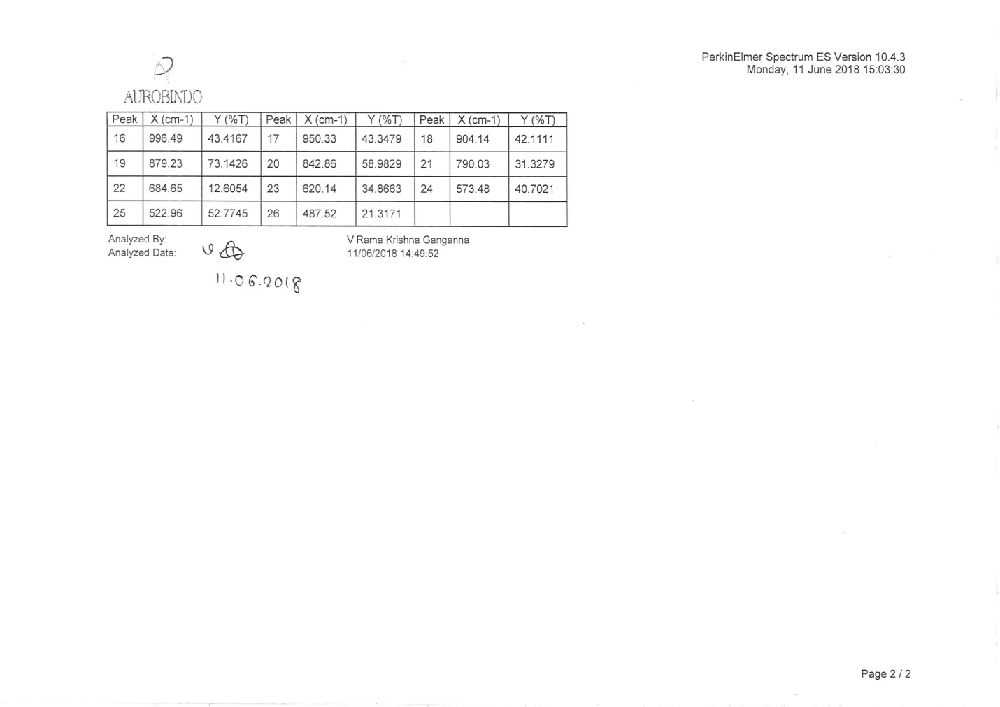 PerkinElmer Spectrum ES Version 10.4.3
Monday, 11 June 2018 15:03:30
AUROBINDO
Peak X (cm-1) Y (%T) Peak X (cm-1) Y (%T) Peak X (cm-1) Y (%T)
16 996.49 43.4167 17 950.33 43.3479 18 904.14 42.1111
19 879.23 73.1426 20 842.86 58.9829 21 790.03 31.3279
22 684.65 12.6054 23 620.14 34.8663 24 573.48 40.7021
25 522.96 52.7745 26 487.52 21.3171
Analyzed By: V Rama Krishna Ganganna
Analyzed Date: 11/06/2018 14:49:52
11.06.2018
Page 2 / 2